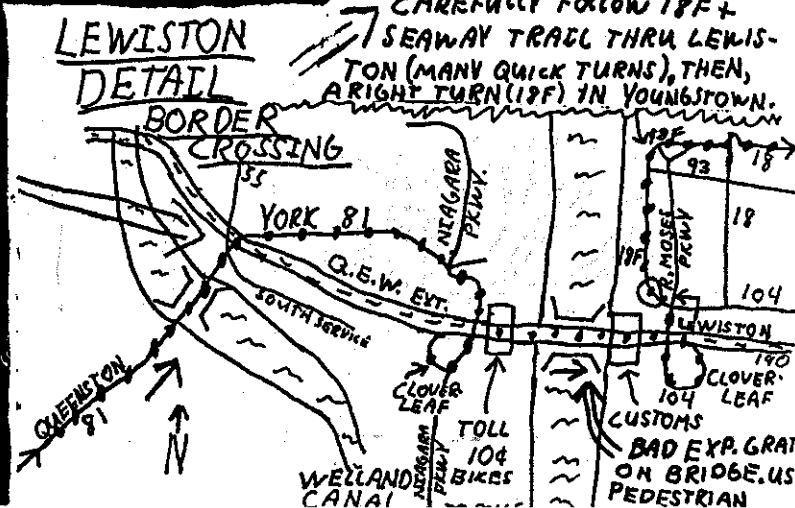 CAREFULLY FOLLOW 18F +
SEAWAY TRAIL THRU LEWIS-
TON (MANY QUICK TURNS), THEN,
A RIGHT TURN (18F) IN YOUNGSTOWN.
LEWISTON
DETAIL
BORDER
CROSSING
55
YORK 81
NIAGARA
PKWY.
Q.E.W. EXT.
SOUTH SERVICE
18F
93
18
18
R. MOSES
PKWY
18F
104
LEWISTON
190
QUEENSTON
81
N
CLOVER-
LEAF
NIAGARA
PKWY
TOLL
10¢
BIKES
WELLAND
CANAL
CUSTOMS
104
CLOVER-
LEAF
BAD EXP. GRAT
ON BRIDGE. US
PEDESTRIAN